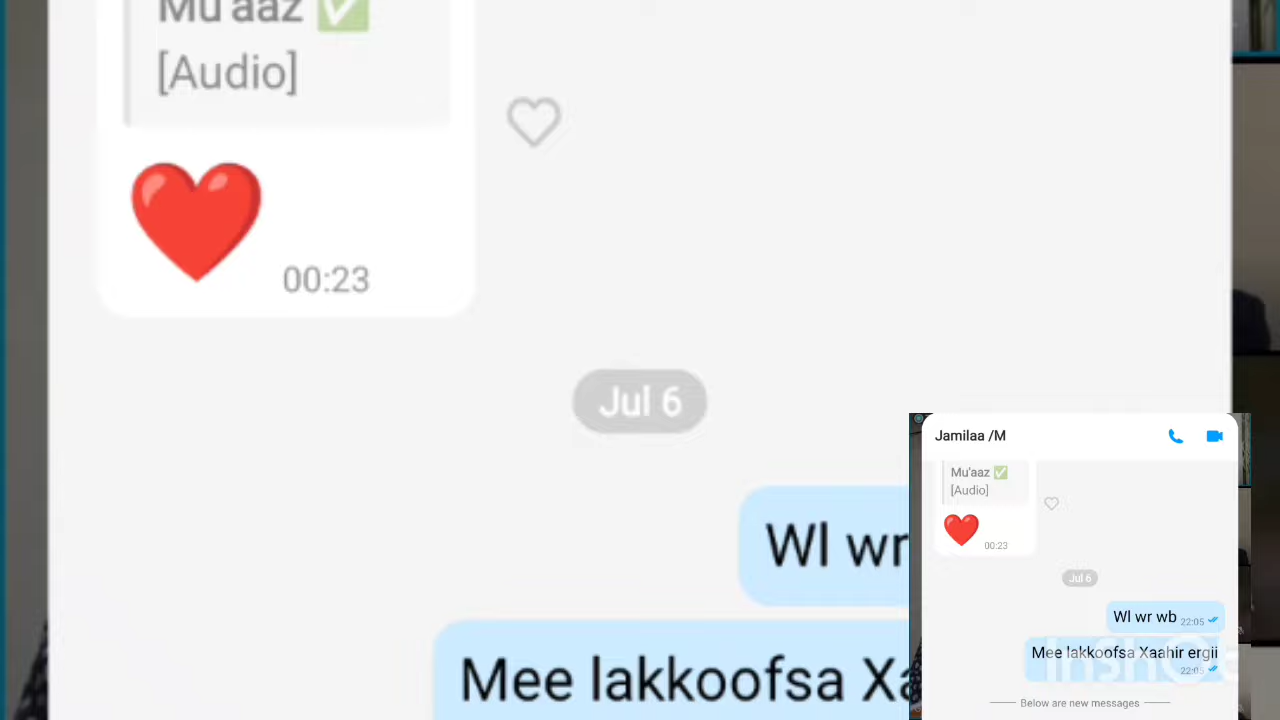 Mu'aaz ✅
[Audio]
❤️ 00:23
Jul 6
Wl wr
Mee lakkoofsa Xa
Jamilaa /M
Mu'aaz ✅
[Audio]
❤️ 00:23
Jul 6
Wl wr wb 22:05
Mee lakkoofsa Xaahir ergii
22:05
Below are new messages